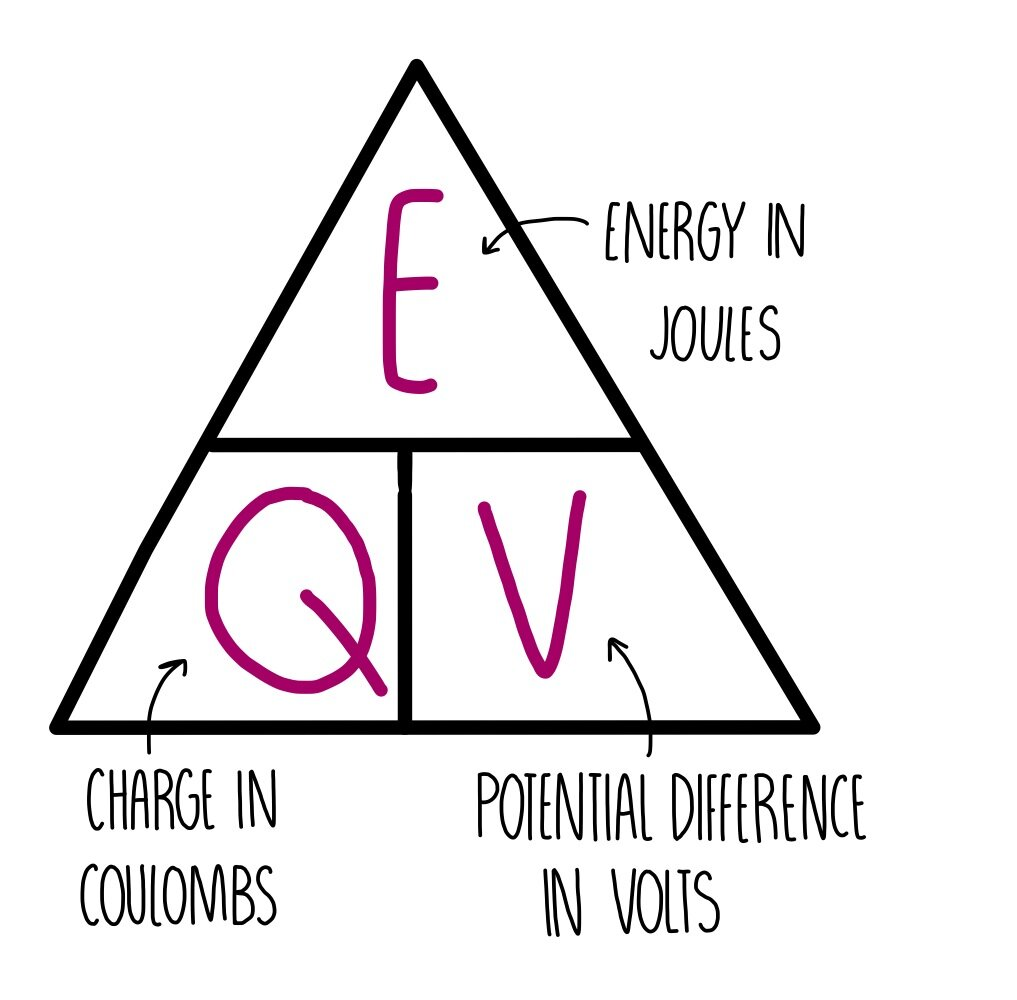 E
ENERGY IN
JOULES
Q
V
CHARGE IN
COULOMBS
POTENTIAL DIFFERENCE
IN VOLTS